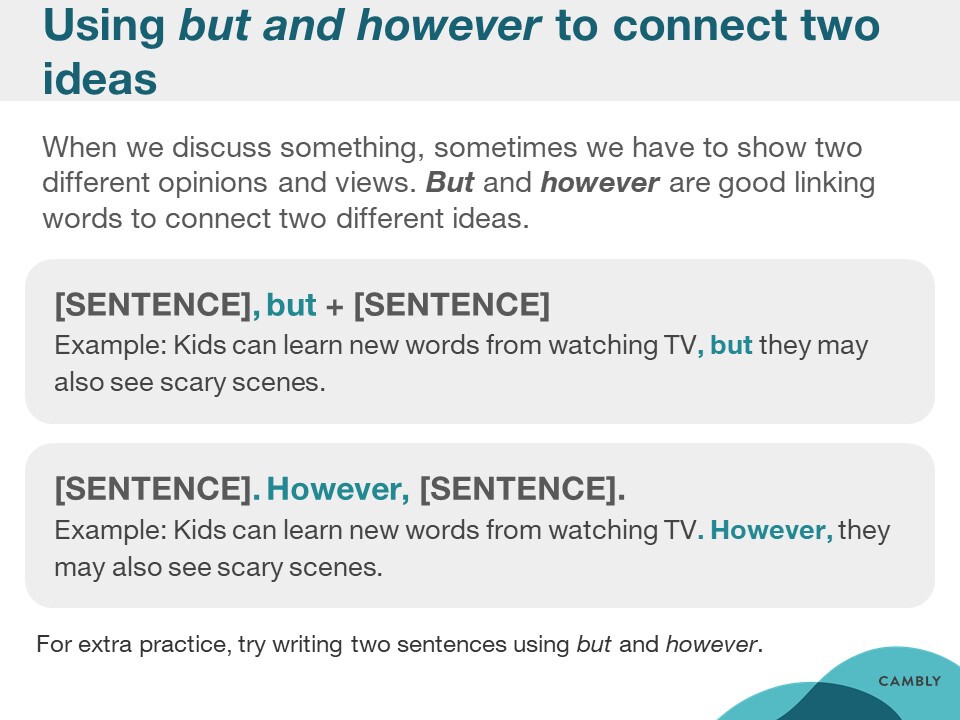 Using but and however to connect two
ideas
When we discuss something, sometimes we have to show two
different opinions and views. But and however are good linking
words to connect two different ideas.
[SENTENCE], but + [SENTENCE]
Example: Kids can learn new words from watching TV, but they may
also see scary scenes.
[SENTENCE]. However, [SENTENCE].
Example: Kids can learn new words from watching TV. However, they
may also see scary scenes.
For extra practice, try writing two sentences using but and however.
CAMBLY